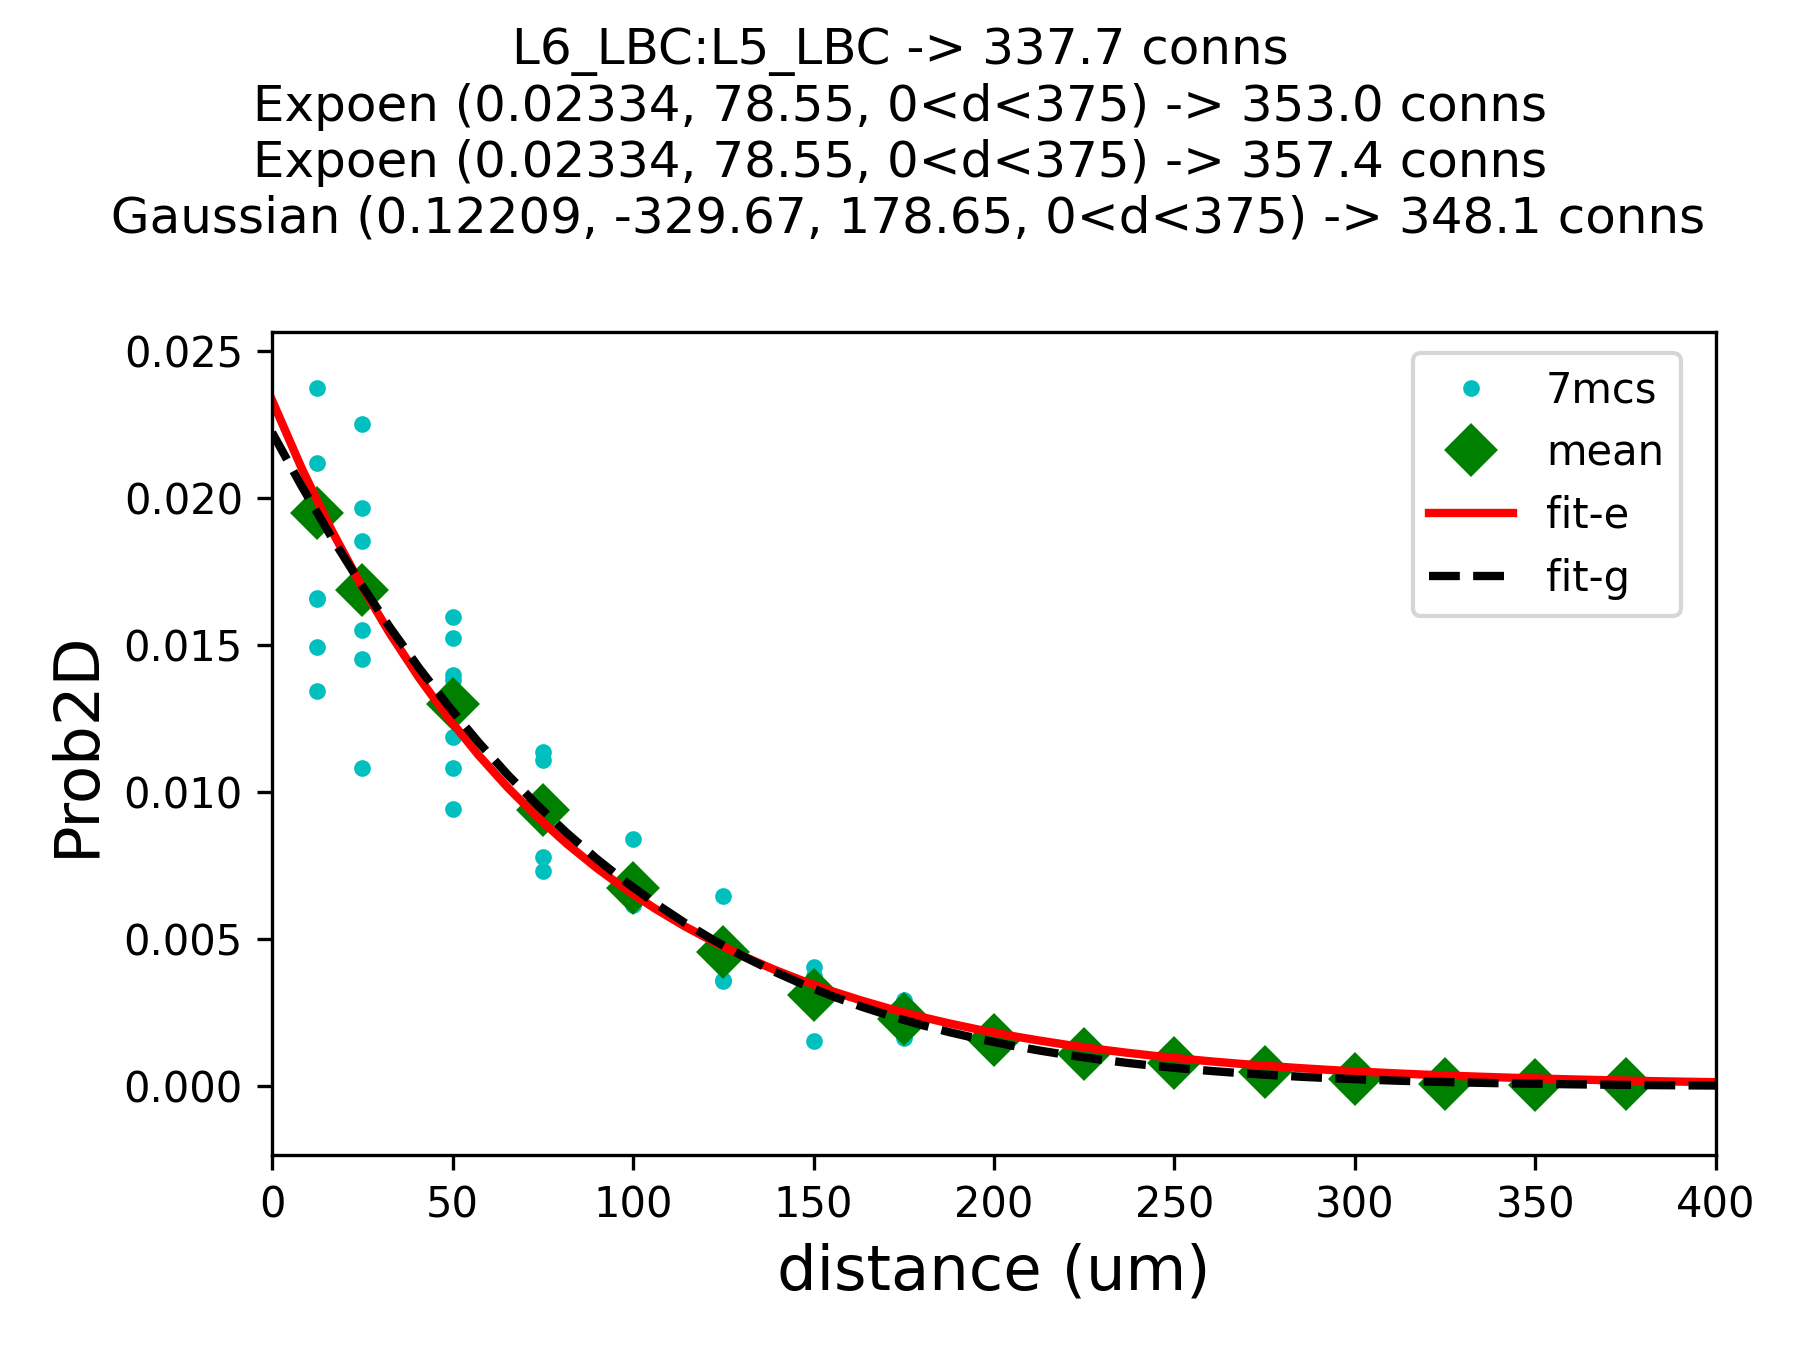 L6_LBC:L5_LBC -> 337.7 conns
Expoen (0.02334, 78.55, 0<d<375) -> 353.0 conns
Expoen (0.02334, 78.55, 0<d<375) -> 357.4 conns
Gaussian (0.12209, -329.67, 178.65, 0<d<375) -> 348.1 conns
0.025
0.020
0.015
0.010
0.005
0.000
Prob2D
7mcs
mean
fit-e
fit-g
0 50 100 150 200 250 300 350 400
distance (um)